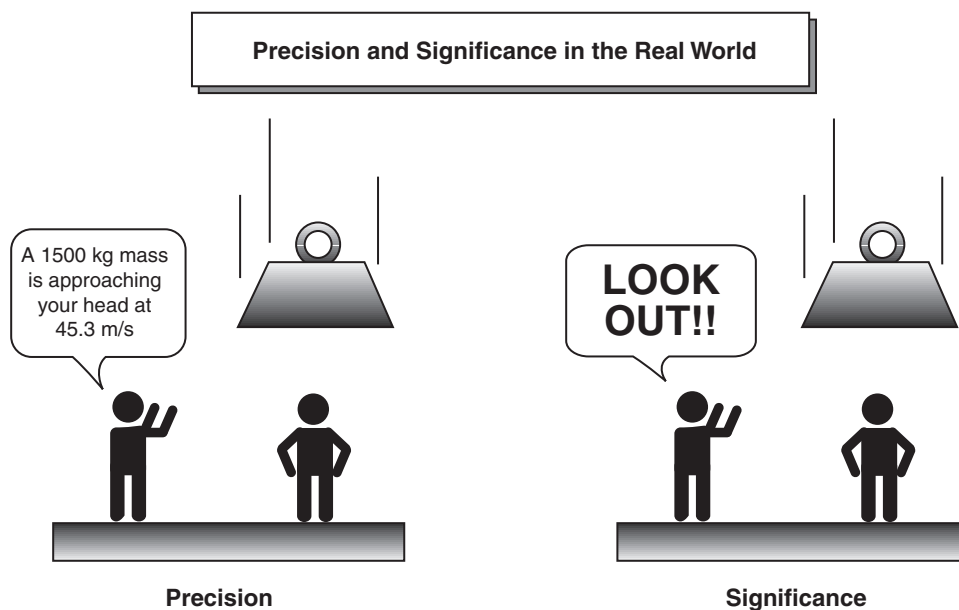 Precision and Significance in the Real World
A 1500 kg mass
is approaching
your head at
45.3 m/s
LOOK
OUT!!
Precision
Significance